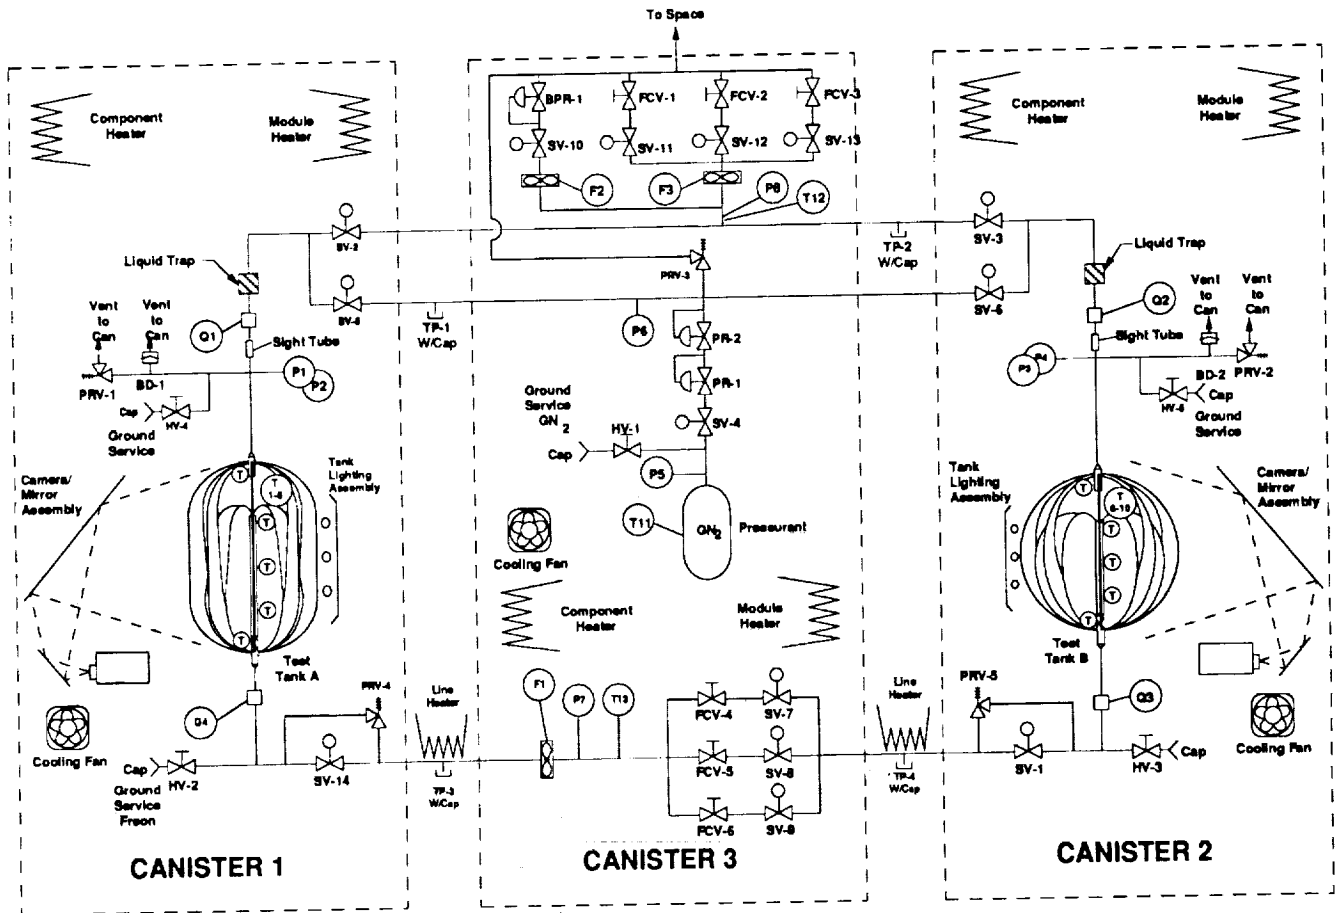 To Space
Component
Heater
Module
Heater
BPR-1
FCV-1
FCV-2
FCV-3
Component
Heater
Module
Heater
SV-10
SV-11
SV-12
SV-13
F2
F3
P8
T12
SV-2
TP-2
W/Cap
SV-3
Liquid Trap
Liquid Trap
PRV-3
Vent
to
Can
Vent
to
Can
Q1
SV-5
TP-1
W/Cap
P6
SV-6
Q2
Vent
to
Can
Vent
to
Can
Sight Tube
PR-2
Sight Tube
PRV-1
BD-1
P1
P2
PR-1
P3
P4
BD-2
PRV-2
Cap
HV-4
Ground
Service
Ground
Service
GN
2
HV-1
SV-4
Cap
HV-5
Cap
Ground
Service
P5
Camera/
Mirror
Assembly
Tank
Lighting
Assembly
T
T
T
T
T
T11
GN2
Pressurant
Cooling Fan
Tank
Lighting
Assembly
T
T
6-10
T
T
T
T
Camera/
Mirror
Assembly
Component
Heater
Module
Heater
Test
Tank A
Test
Tank B
Q4
PRV-4
Line
Heater
F1
P7
T13
FCV-4
SV-7
Line
Heater
PRV-5
Q3
Cooling Fan
Cap
HV-2
Ground
Service
Freon
SV-14
TP-3
W/Cap
FCV-5
SV-8
TP-4
W/Cap
SV-1
HV-3
Cap
Cooling Fan
FCV-6
SV-9
CANISTER 1
CANISTER 3
CANISTER 2